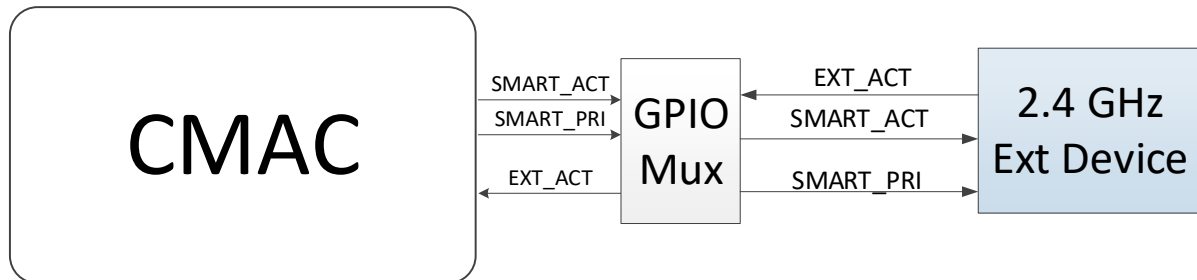 CMAC
SMART_ACT
SMART_PRI
EXT_ACT
GPIO
Mux
EXT_ACT
SMART_ACT
SMART_PRI
2.4 GHz
Ext Device